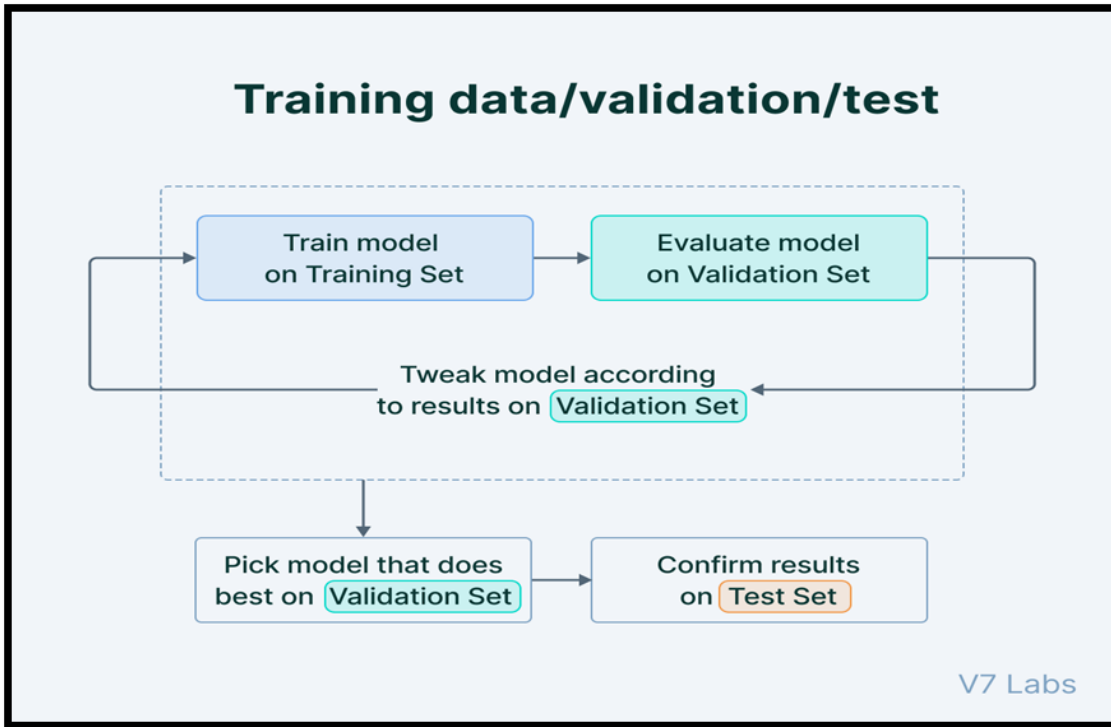 Training data/validation/test
Train model
on Training Set
Evaluate model
on Validation Set
Tweak model according
to results on Validation Set
Pick model that does
best on Validation Set
Confirm results
on Test Set
V7 Labs